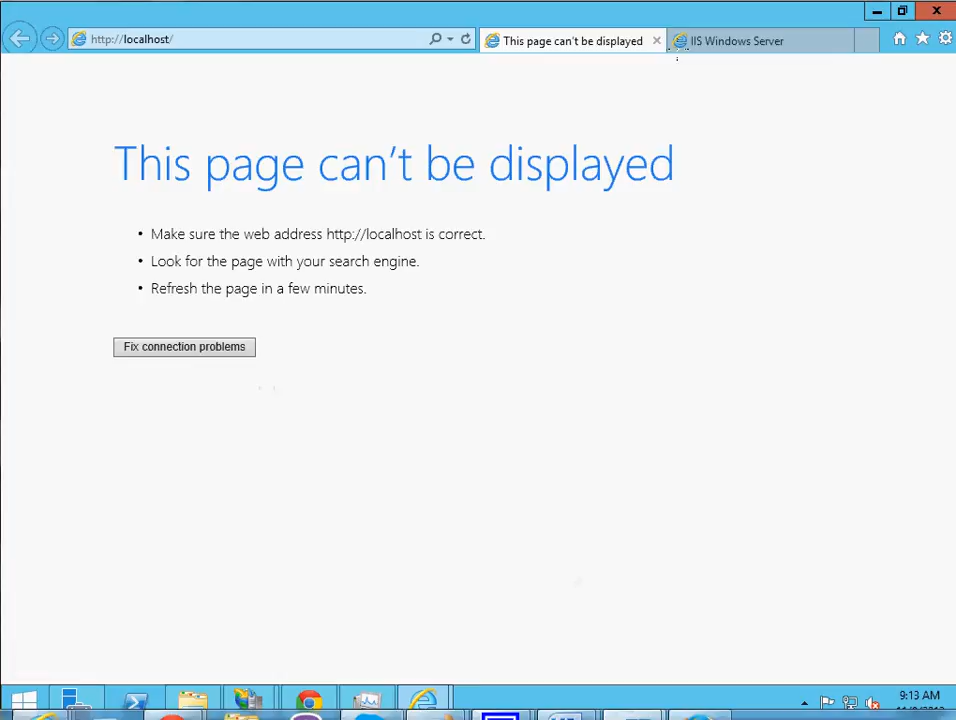 http://localhost/
This page can't be displayed
IIS Windows Server
This page can't be displayed
• Make sure the web address http://localhost is correct.
• Look for the page with your search engine.
• Refresh the page in a few minutes.
Fix connection problems
9:13 AM